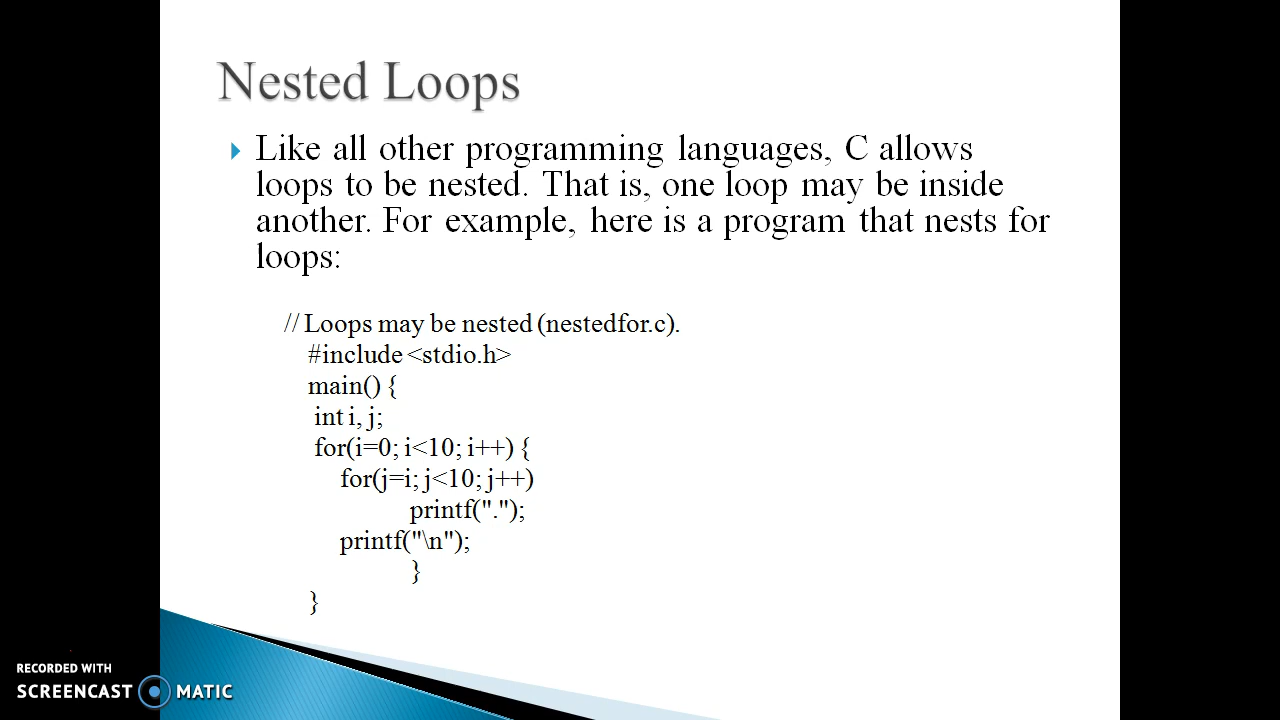 Nested Loops
Like all other programming languages, C allows
loops to be nested. That is, one loop may be inside
another. For example, here is a program that nests for
loops:
// Loops may be nested (nestedfor.c).
#include <stdio.h>
main() {
int i, j;
for(i=0; i<10; i++) {
for(j=i; j<10; j++)
printf(".");
printf("\n");
}
}
RECORDED WITH
SCREENCAST MATIC